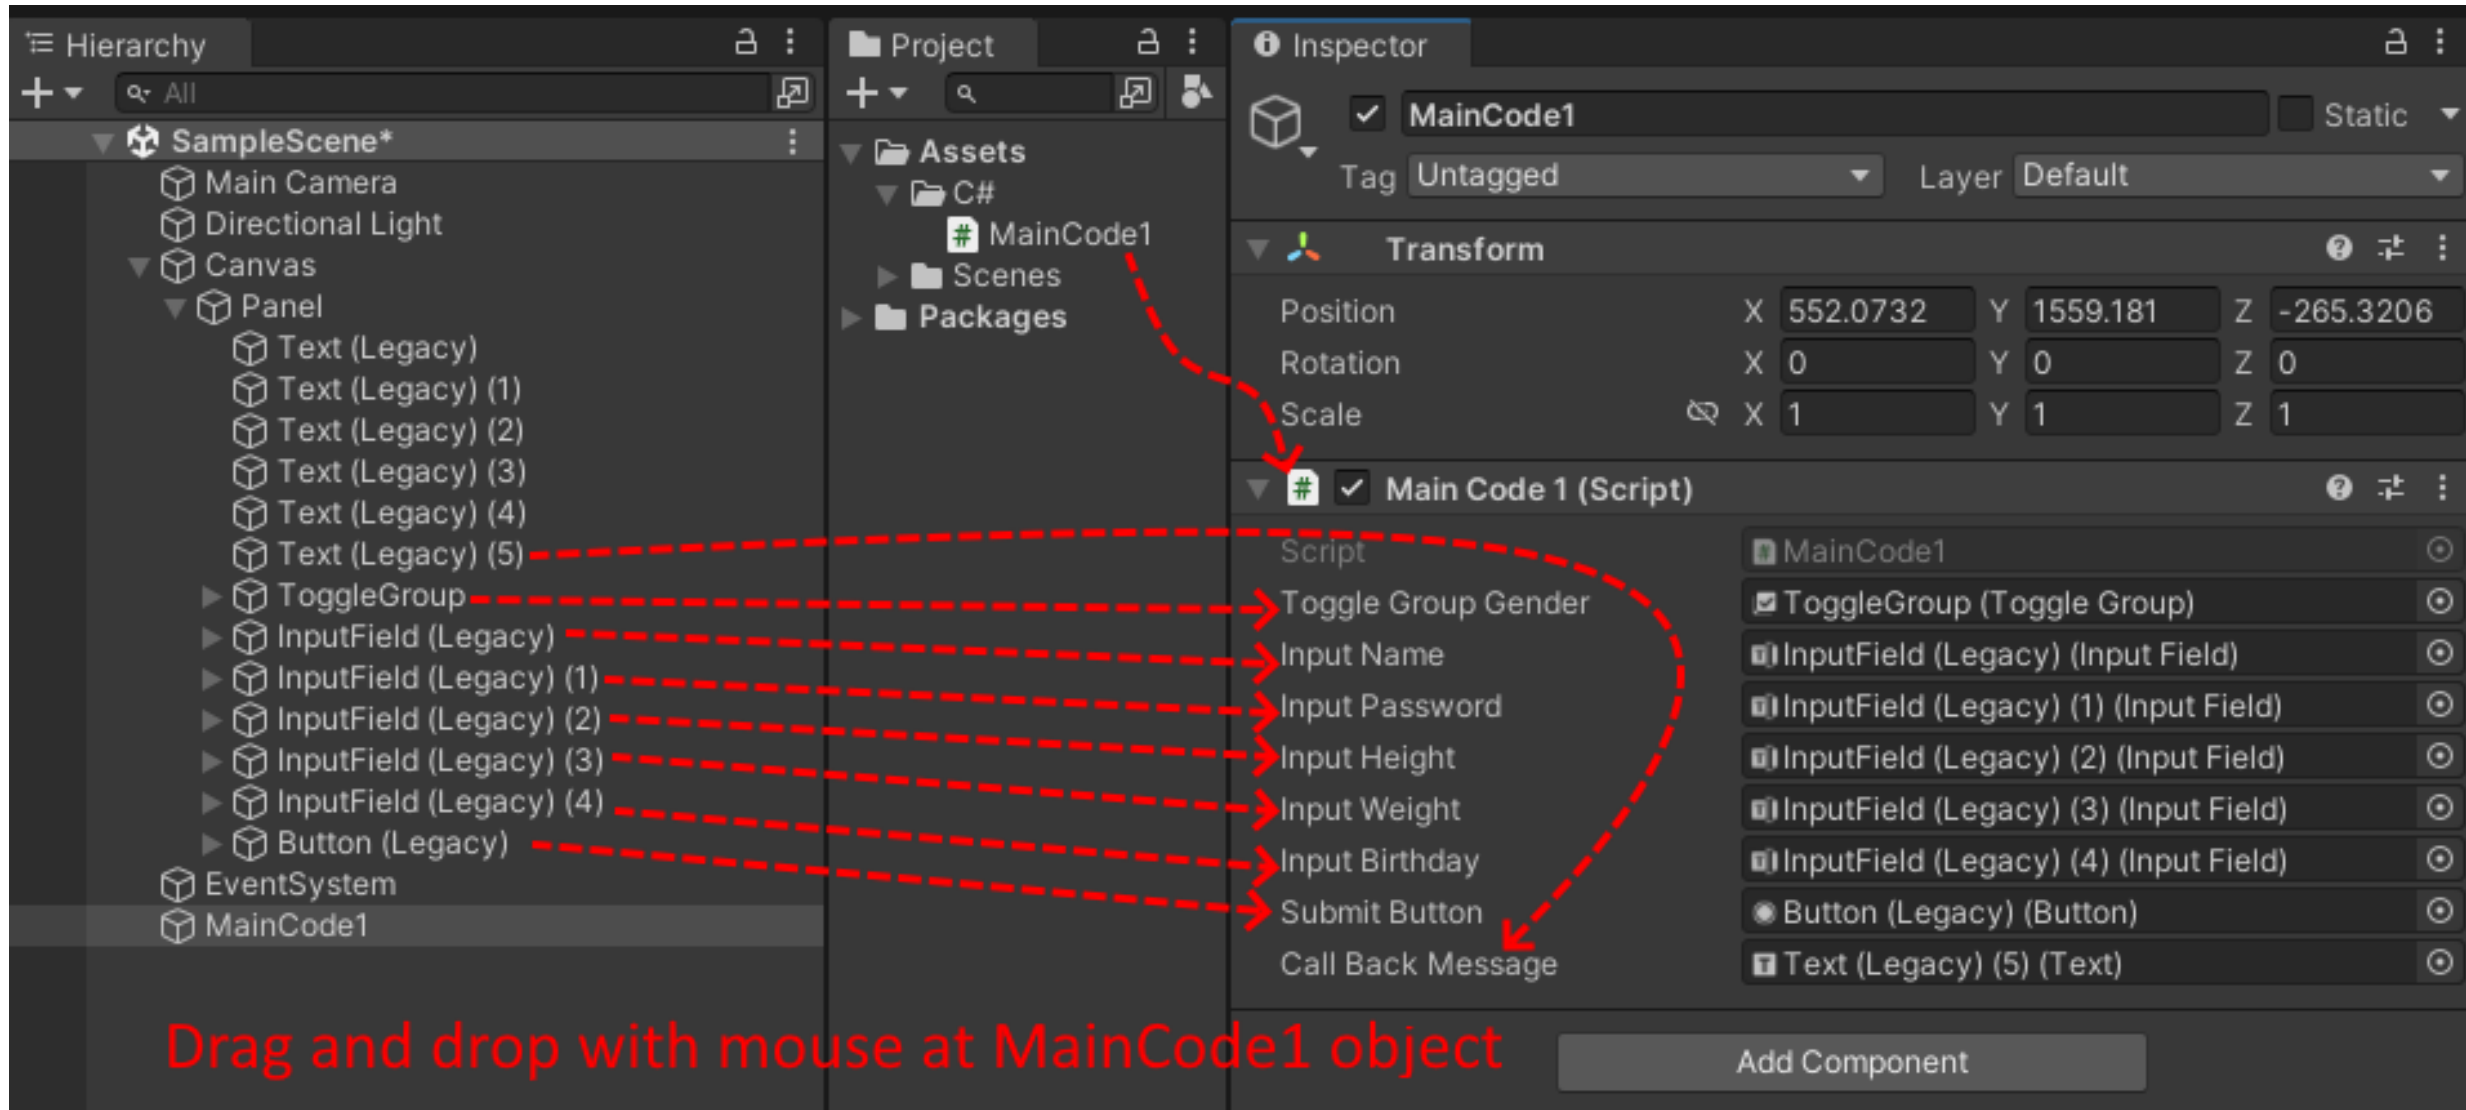 Hierarchy
All
SampleScene*
Main Camera
Directional Light
Canvas
Panel
Text (Legacy)
Text (Legacy) (1)
Text (Legacy) (2)
Text (Legacy) (3)
Text (Legacy) (4)
Text (Legacy) (5)
ToggleGroup
InputField (Legacy)
InputField (Legacy) (1)
InputField (Legacy) (2)
InputField (Legacy) (3)
InputField (Legacy) (4)
Button (Legacy)
EventSystem
MainCode1
Project
Assets
C#
# MainCode1
Scenes
Packages
Inspector
MainCode1 Static
Tag Untagged Layer Default
Transform
Position X 552.0732 Y 1559.181 Z -265.3206
Rotation X 0 Y 0 Z 0
Scale X 1 Y 1 Z 1
# Main Code 1 (Script)
Script # MainCode1
Toggle Group Gender ToggleGroup (Toggle Group)
Input Name InputField (Legacy) (Input Field)
Input Password InputField (Legacy) (1) (Input Field)
Input Height InputField (Legacy) (2) (Input Field)
Input Weight InputField (Legacy) (3) (Input Field)
Input Birthday InputField (Legacy) (4) (Input Field)
Submit Button Button (Legacy) (Button)
Call Back Message Text (Legacy) (5) (Text)
Add Component
Drag and drop with mouse at MainCode1 object